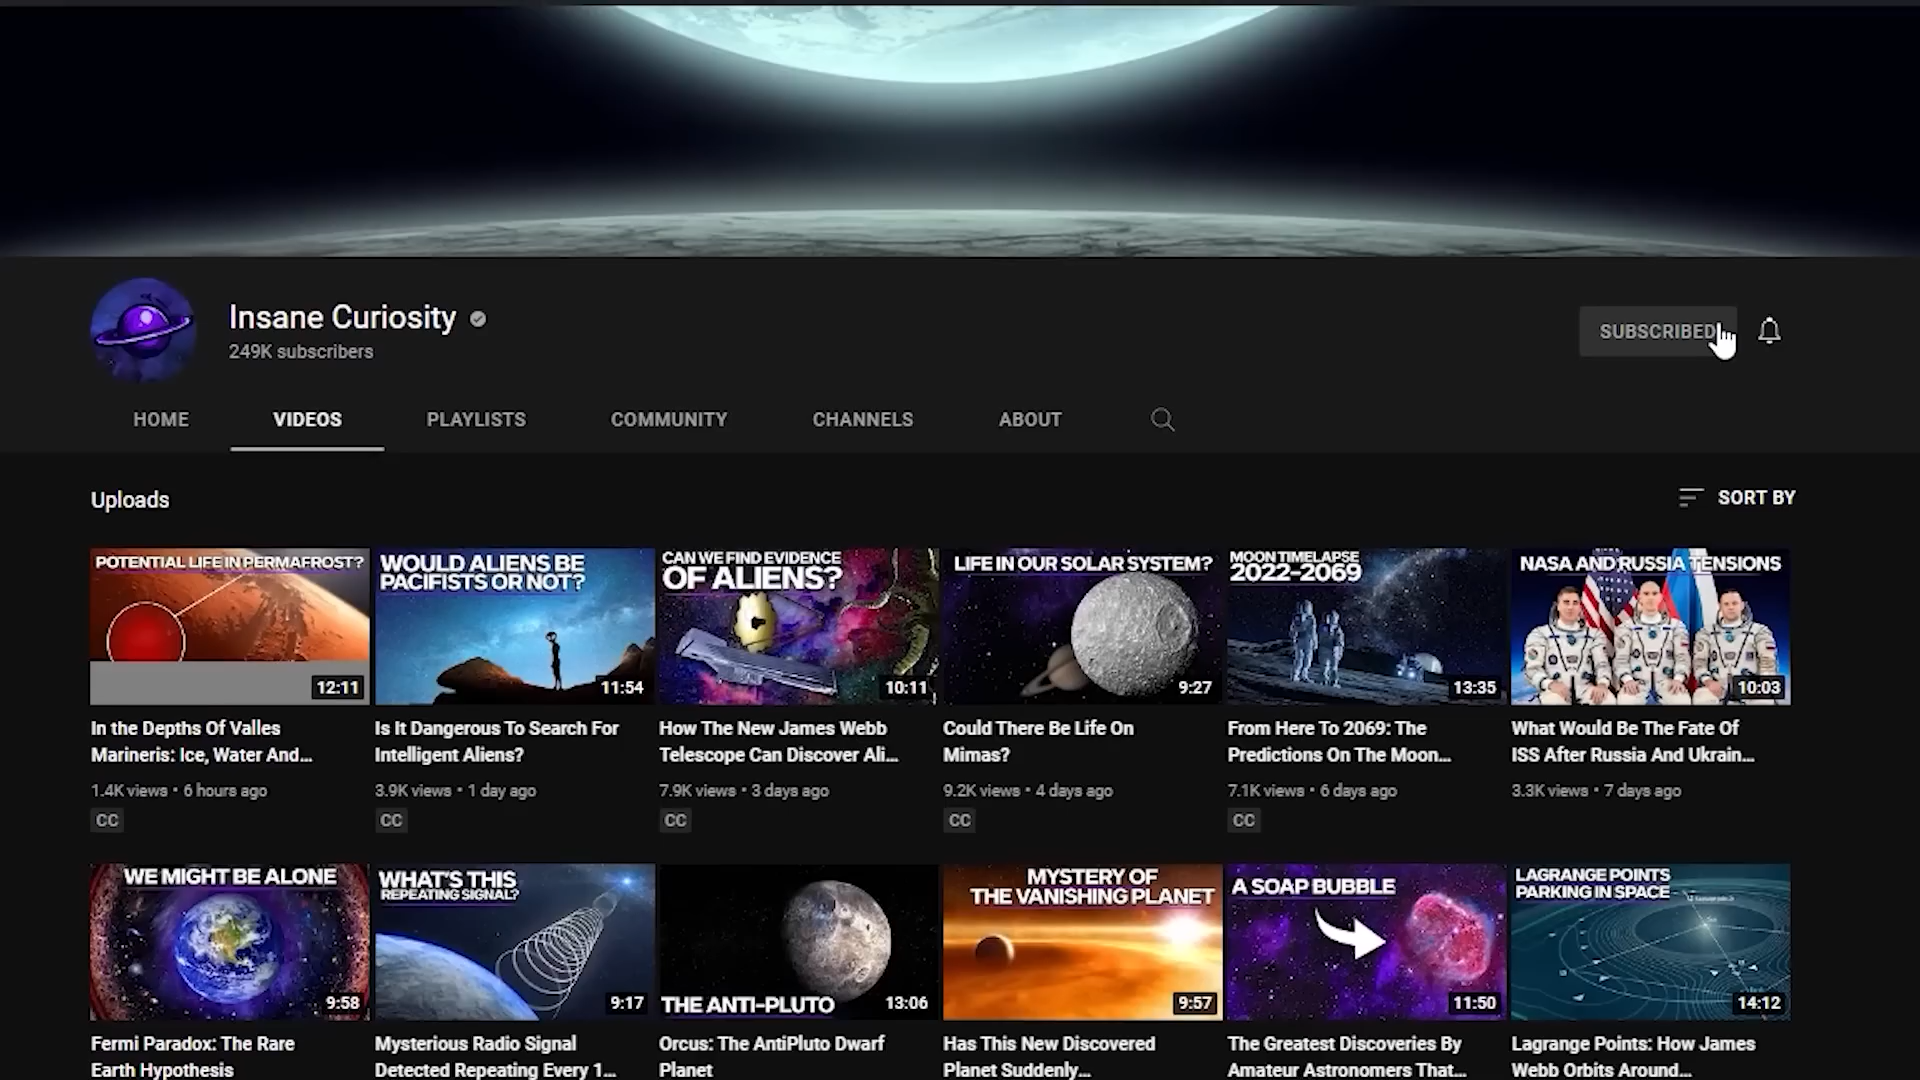 Insane Curiosity
249K subscribers
SUBSCRIBED
HOME
VIDEOS
PLAYLISTS
COMMUNITY
CHANNELS
ABOUT
Uploads
SORT BY
POTENTIAL LIFE IN PERMAFROST?
12:11
WOULD ALIENS BE
PACIFISTS OR NOT?
11:54
CAN WE FIND EVIDENCE
OF ALIENS?
10:11
LIFE IN OUR SOLAR SYSTEM?
9:27
MOON TIMELAPSE
2022-2069
13:35
NASA AND RUSSIA TENSIONS
10:03
In the Depths Of Valles
Marineris: Ice, Water And...
1.4K views • 6 hours ago
CC
Is It Dangerous To Search For
Intelligent Aliens?
3.9K views • 1 day ago
CC
How The New James Webb
Telescope Can Discover Ali...
7.9K views • 3 days ago
CC
Could There Be Life On
Mimas?
9.2K views • 4 days ago
CC
From Here To 2069: The
Predictions On The Moon...
7.1K views • 6 days ago
CC
What Would Be The Fate Of
ISS After Russia And Ukrain...
3.3K views • 7 days ago
WE MIGHT BE ALONE
9:58
WHAT'S THIS
REPEATING SIGNAL?
9:17
THE ANTI-PLUTO
13:06
MYSTERY OF
THE VANISHING PLANET
9:57
A SOAP BUBBLE
11:50
LAGRANGE POINTS
PARKING IN SPACE
14:12
Fermi Paradox: The Rare
Earth Hypothesis
Mysterious Radio Signal
Detected Repeating Every 1...
Orcus: The AntiPluto Dwarf
Planet
Has This New Discovered
Planet Suddenly...
The Greatest Discoveries By
Amateur Astronomers That...
Lagrange Points: How James
Webb Orbits Around...